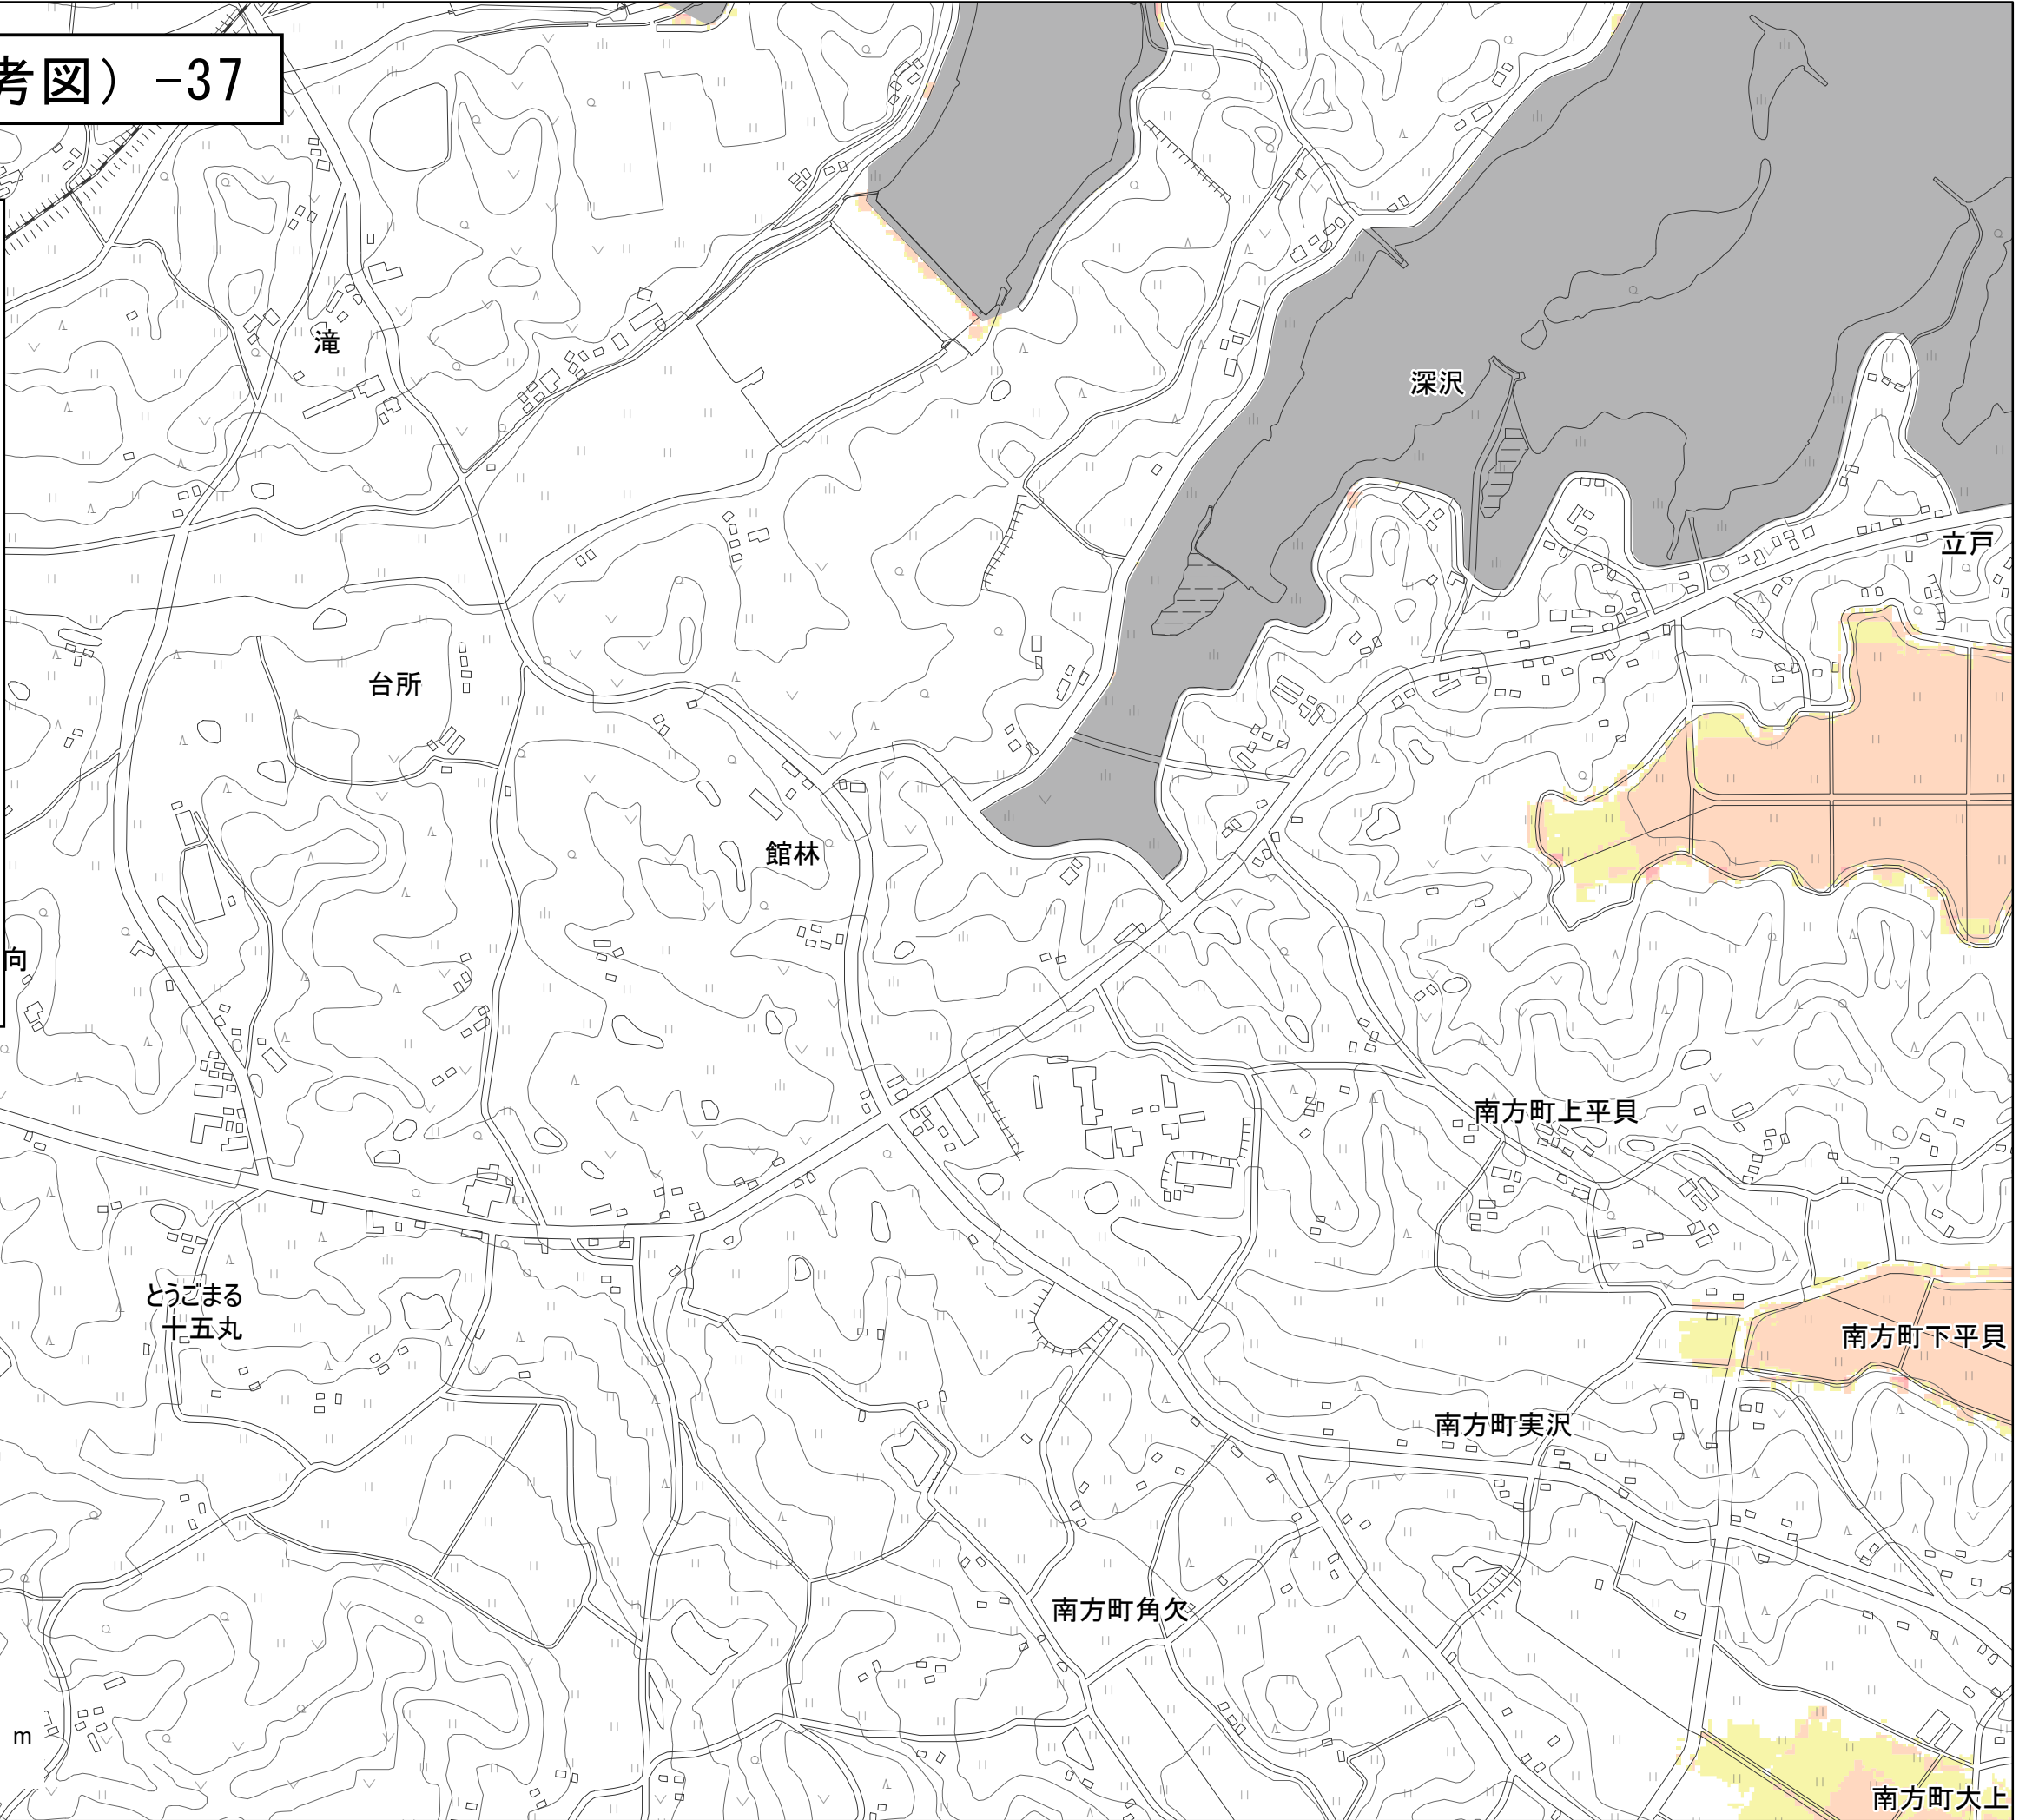 考図）-37
滝
深沢
立戸
台所
館林
向
南方町上平貝
とうごまる
十五丸
南方町下平貝
南方町実沢
南方町角欠
m
南方町大上